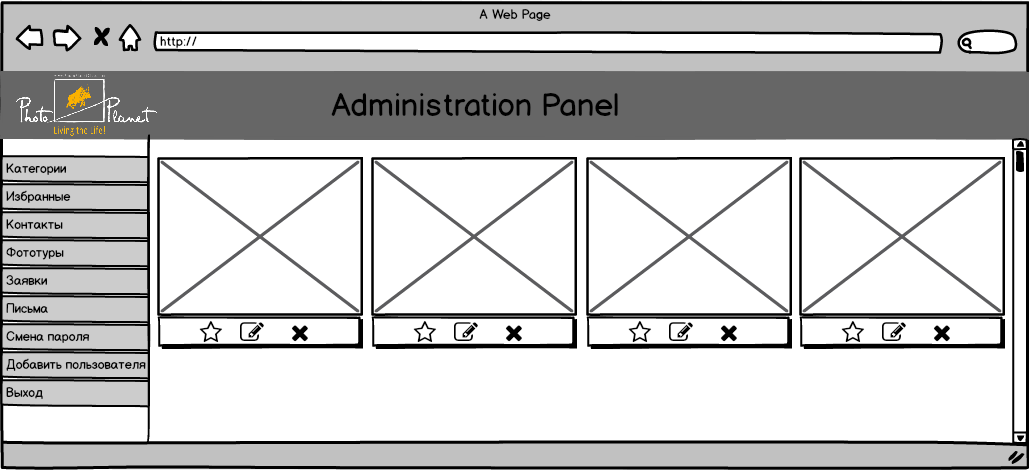 A Web Page
http://
Photo Planet
Living the Life!
Administration Panel
Категории
Избранные
Контакты
Фототуры
Заявки
Письма
Смена пароля
Добавить пользователя
Выход